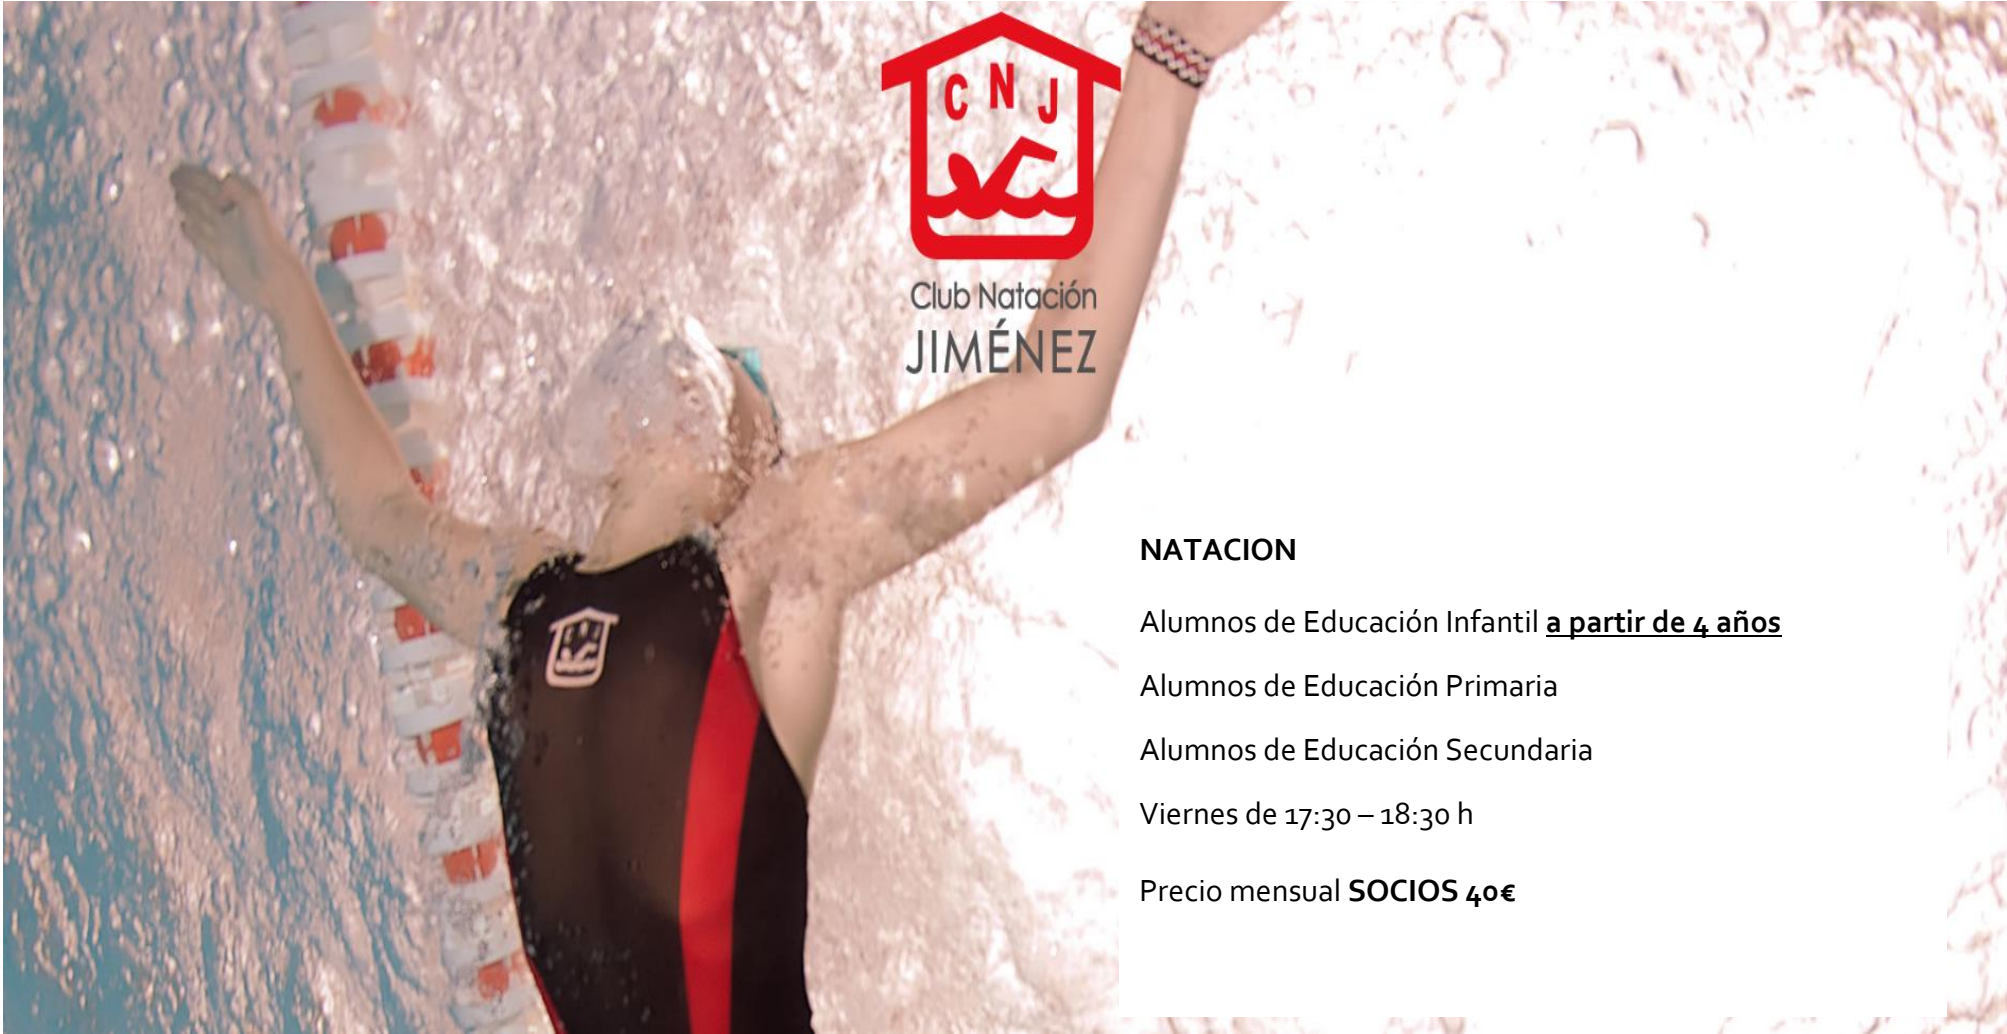 C N J
Club Natación
JIMÉNEZ
NATACION
Alumnos de Educación Infantil a partir de 4 años
Alumnos de Educación Primaria
Alumnos de Educación Secundaria
Viernes de 17:30 – 18:30 h
Precio mensual SOCIOS 40€